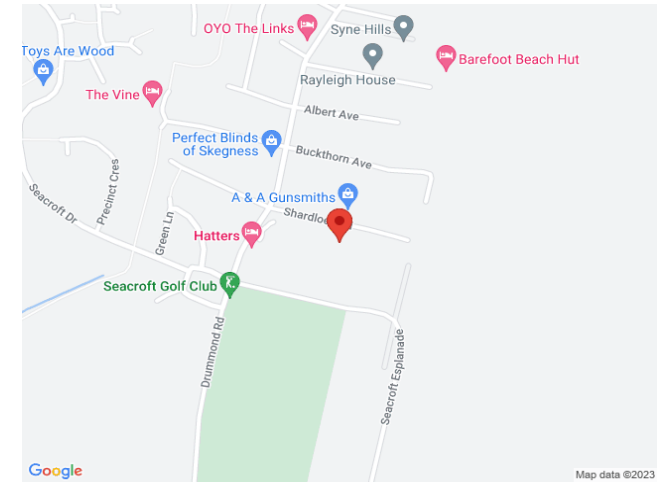 OYO The Links
Syne Hills
Toys Are Wood
Barefoot Beach Hut
Rayleigh House
The Vine
Albert Ave
Perfect Blinds
of Skegness
Buckthorn Ave
Precinct Cres
Seacroft Dr
A & A Gunsmiths
Green Ln
Shardloe
Hatters
Seacroft Golf Club
Drummond Rd
Seacroft Esplanade
Google
Map data ©2023